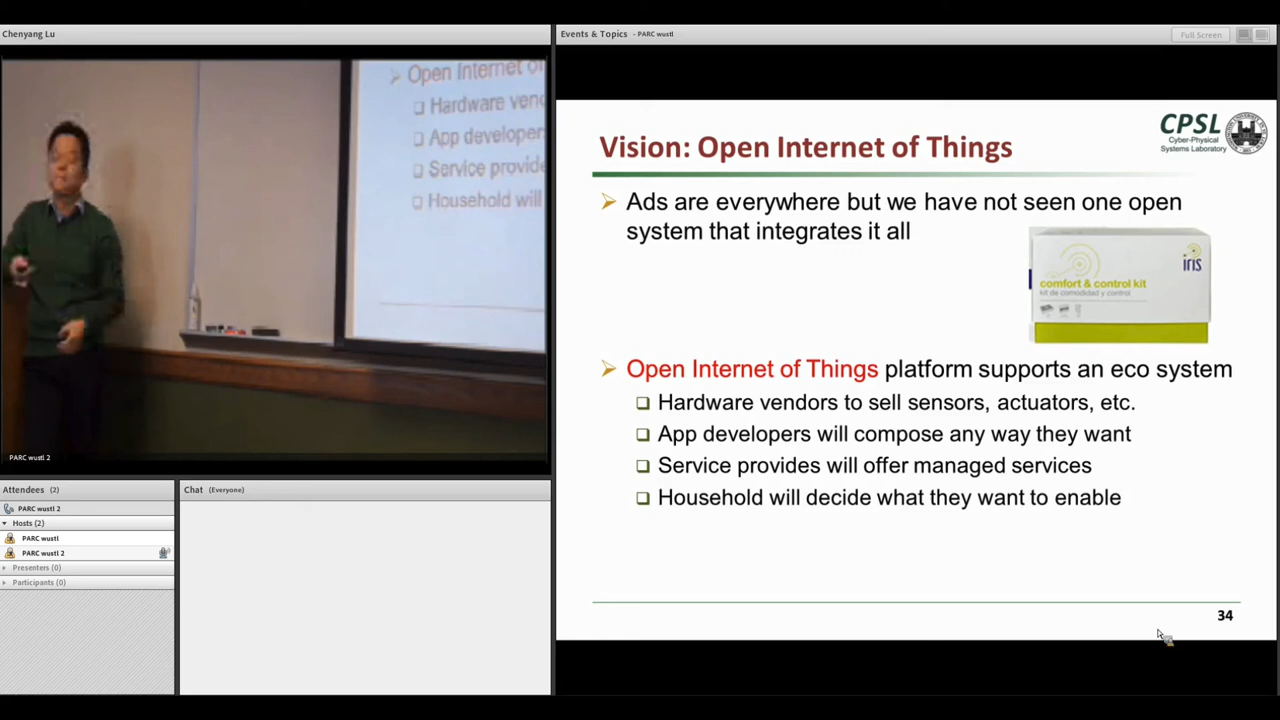 Chenyang Lu
Open Internet of
Hardware vend
App developer
Service provide
Household will
PARC wustl 2
Attendees (2)
PARC wustl 2
Hosts (2)
PARC wustl
PARC wustl 2
Presenters (0)
Participants (0)
Chat (Everyone)
Events & Topics - PARC wustl
Full Screen
Vision: Open Internet of Things
CPSL
Cyber-Physical
Systems Laboratory
Ads are everywhere but we have not seen one open
system that integrates it all
iris
comfort & control kit
kit de comodidad y control
Open Internet of Things platform supports an eco system
Hardware vendors to sell sensors, actuators, etc.
App developers will compose any way they want
Service provides will offer managed services
Household will decide what they want to enable
34